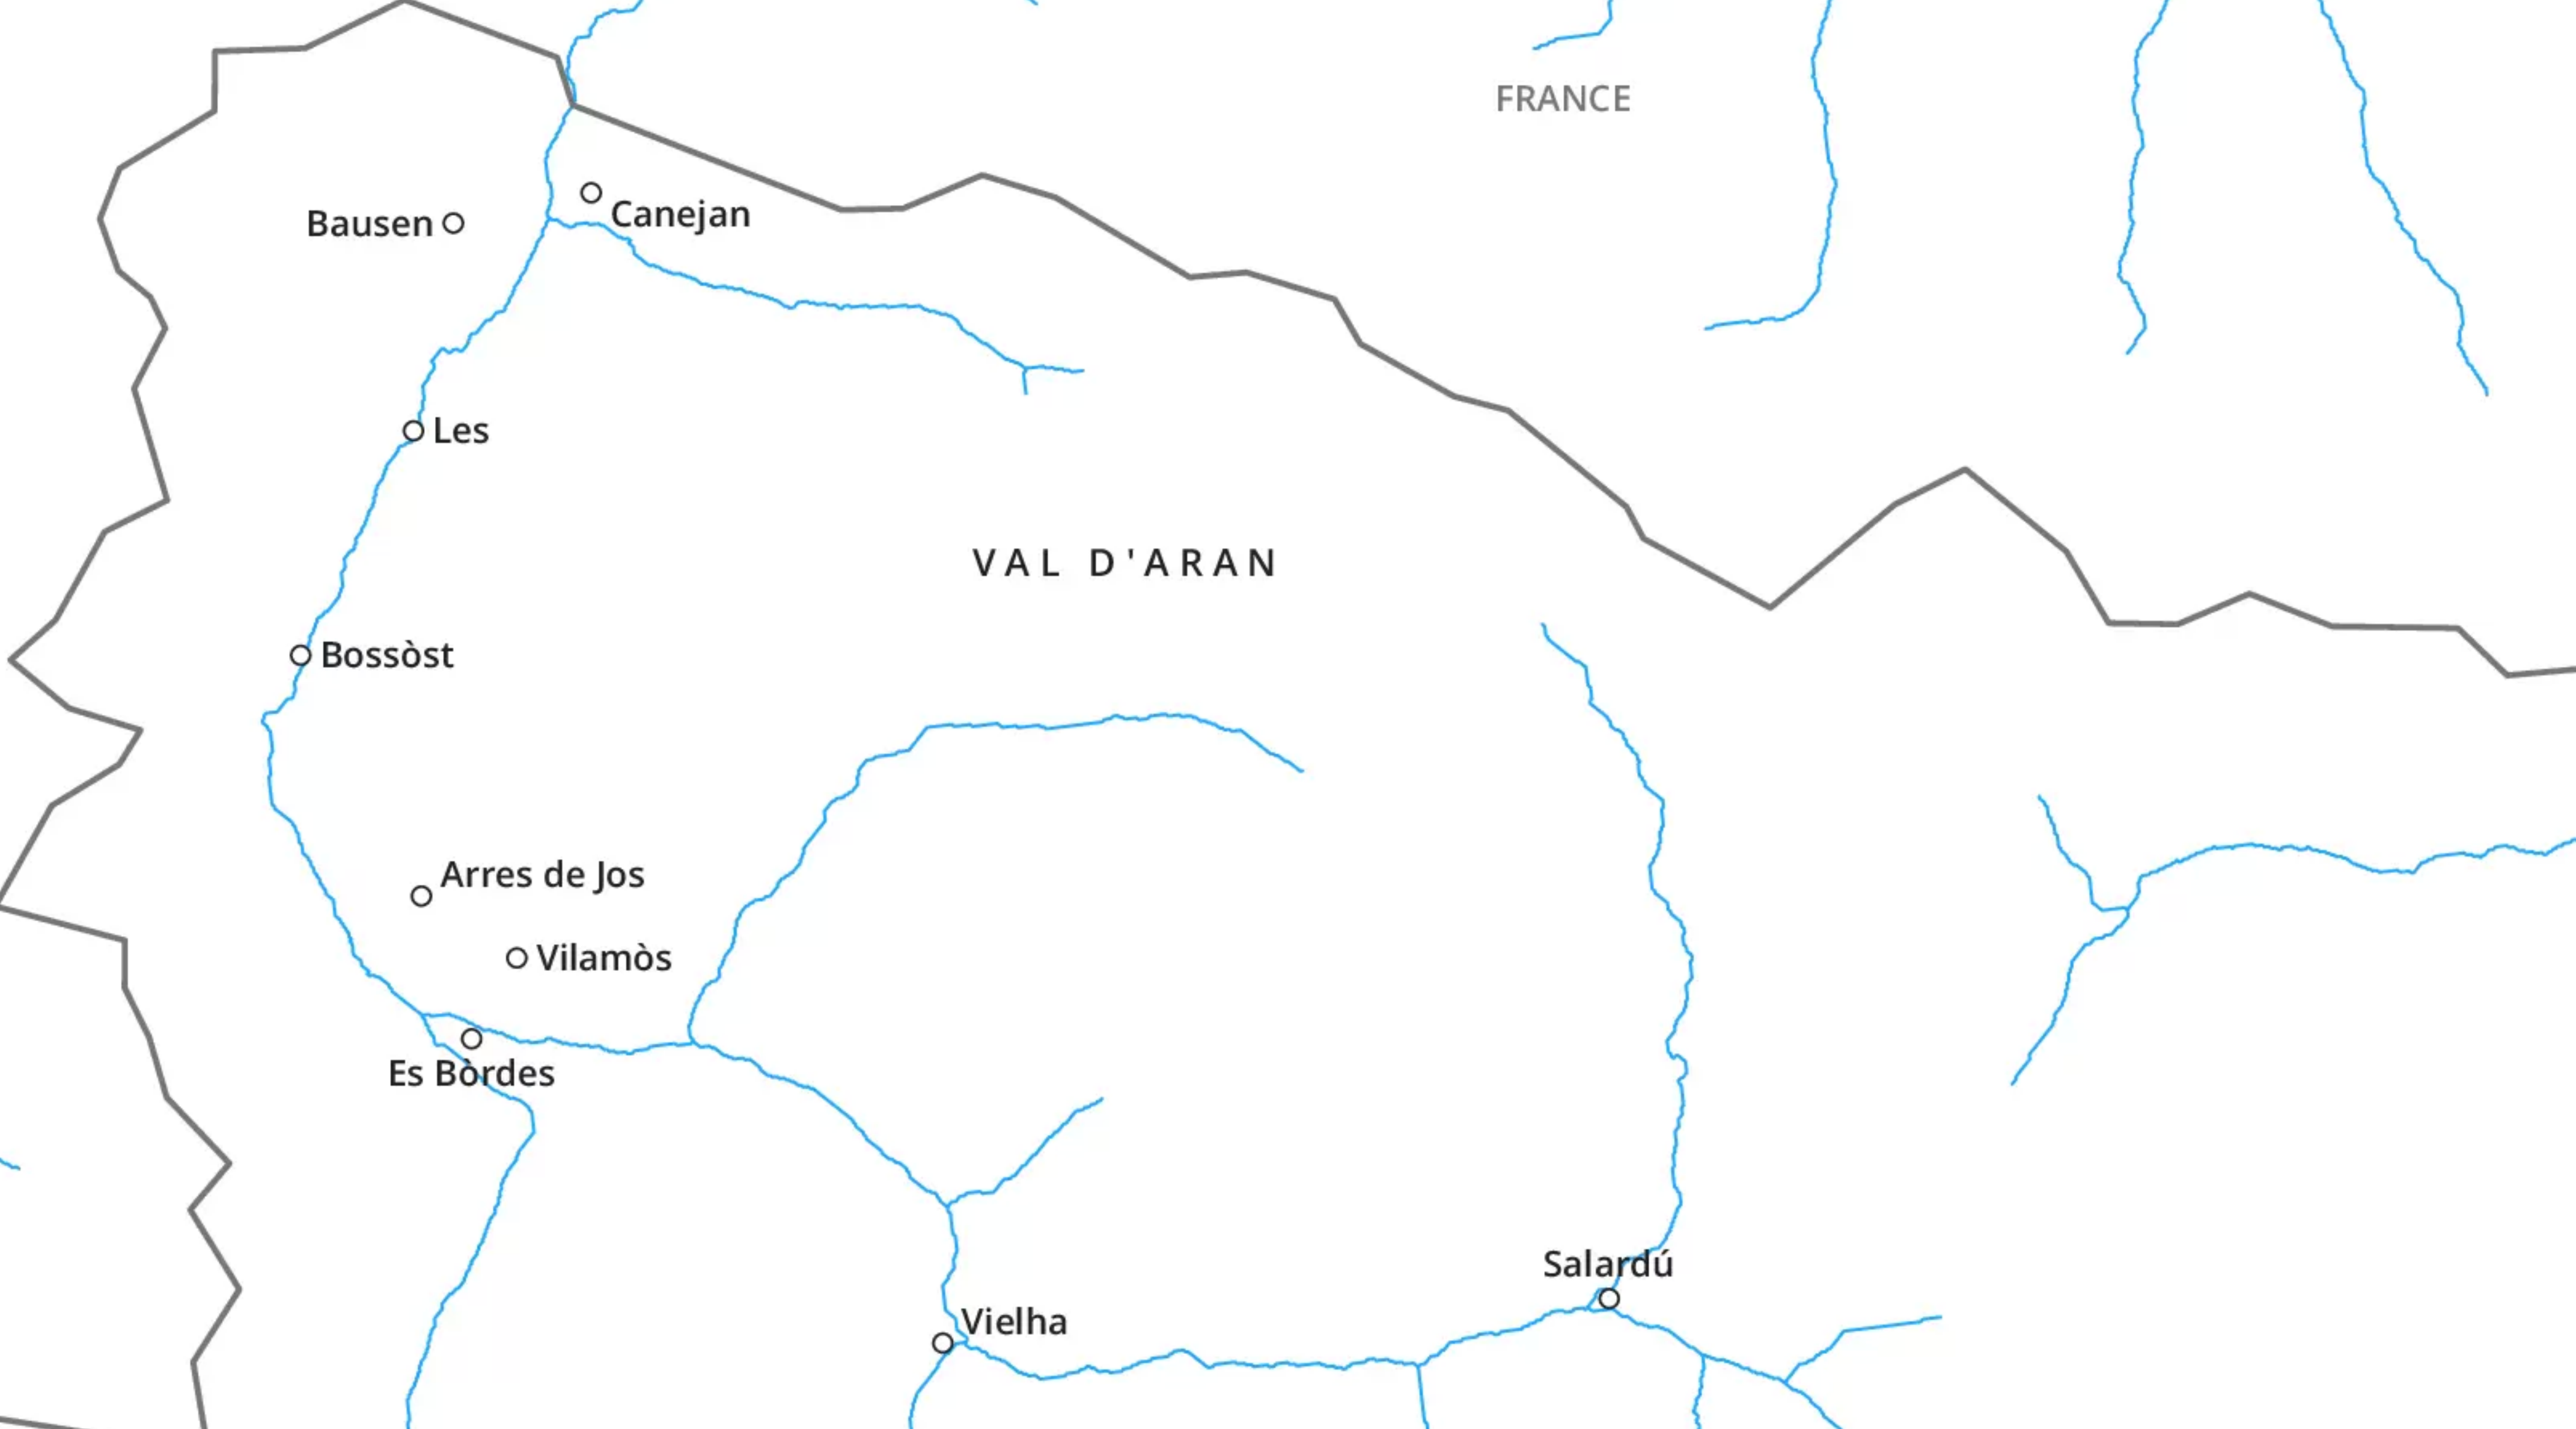 FRANCE
Canejan
Bausen
Les
VAL D'ARAN
Bossòst
Arres de Jos
Vilamòs
Es Bòrdes
Salardú
Vielha